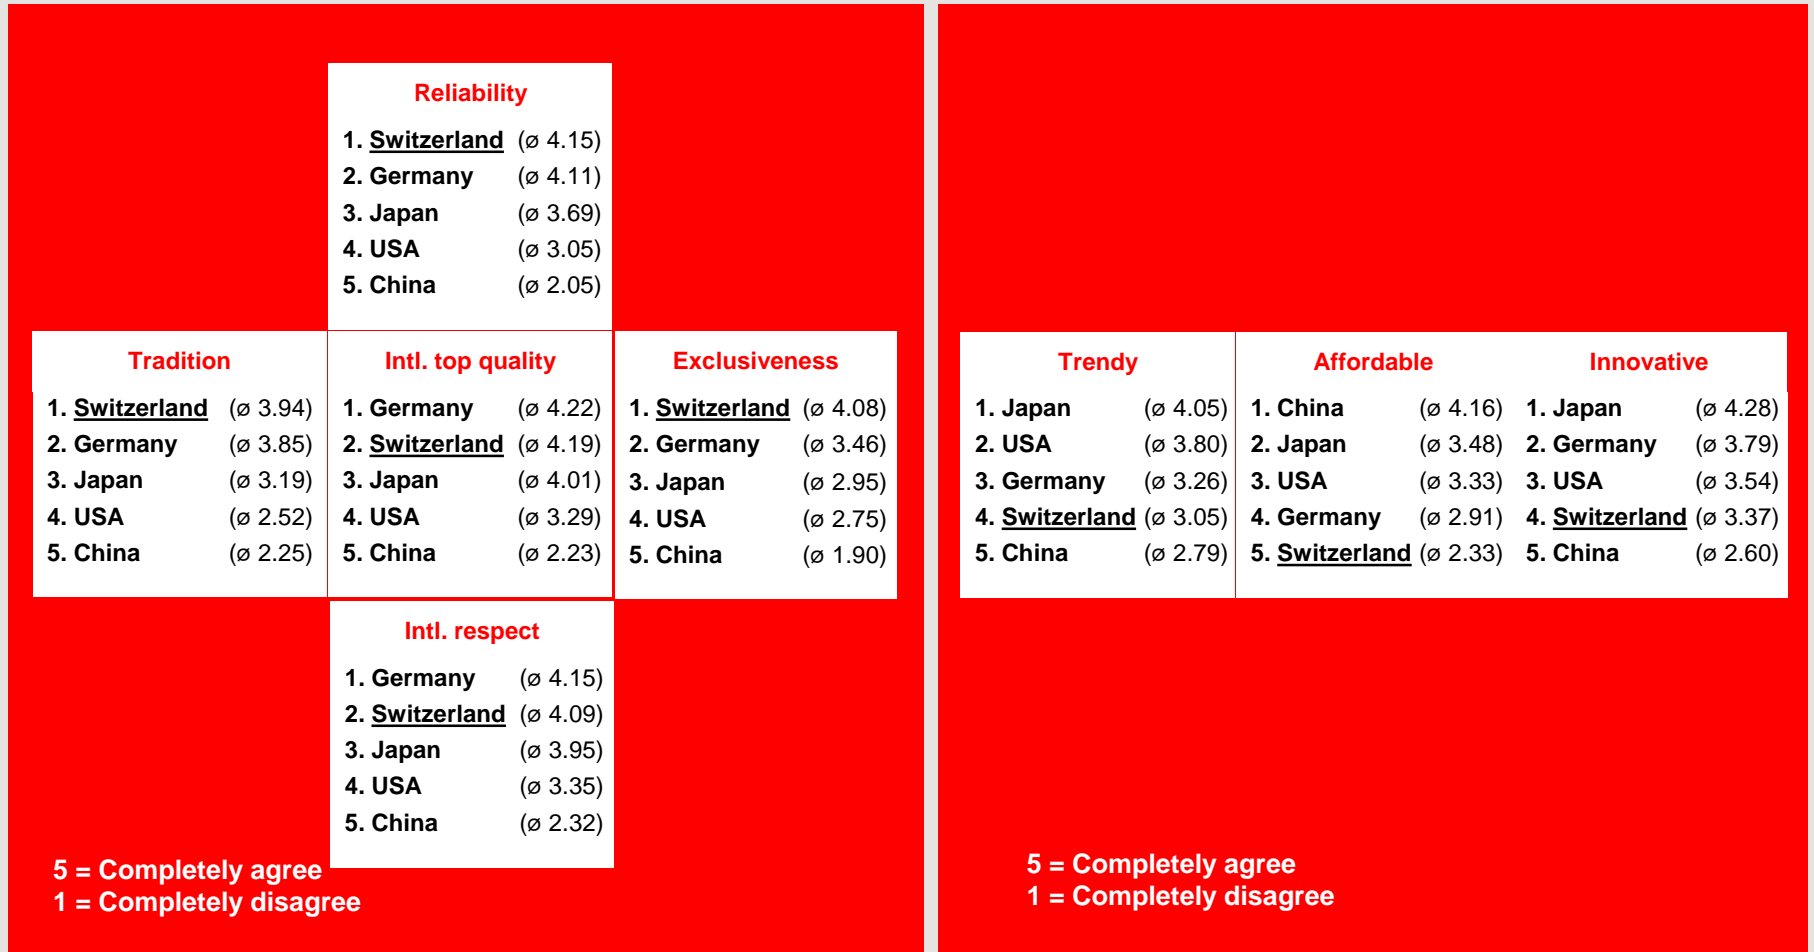 Reliability
1. Switzerland (ø 4.15)
2. Germany (ø 4.11)
3. Japan (ø 3.69)
4. USA (ø 3.05)
5. China (ø 2.05)
Tradition
1. Switzerland (ø 3.94)
2. Germany (ø 3.85)
3. Japan (ø 3.19)
4. USA (ø 2.52)
5. China (ø 2.25)
Intl. top quality
1. Germany (ø 4.22)
2. Switzerland (ø 4.19)
3. Japan (ø 4.01)
4. USA (ø 3.29)
5. China (ø 2.23)
Exclusiveness
1. Switzerland (ø 4.08)
2. Germany (ø 3.46)
3. Japan (ø 2.95)
4. USA (ø 2.75)
5. China (ø 1.90)
Intl. respect
1. Germany (ø 4.15)
2. Switzerland (ø 4.09)
3. Japan (ø 3.95)
4. USA (ø 3.35)
5. China (ø 2.32)
5 = Completely agree
1 = Completely disagree
Trendy
1. Japan (ø 4.05)
2. USA (ø 3.80)
3. Germany (ø 3.26)
4. Switzerland (ø 3.05)
5. China (ø 2.79)
Affordable
1. China (ø 4.16)
2. Japan (ø 3.48)
3. USA (ø 3.33)
4. Germany (ø 2.91)
5. Switzerland (ø 2.33)
Innovative
1. Japan (ø 4.28)
2. Germany (ø 3.79)
3. USA (ø 3.54)
4. Switzerland (ø 3.37)
5. China (ø 2.60)
5 = Completely agree
1 = Completely disagree